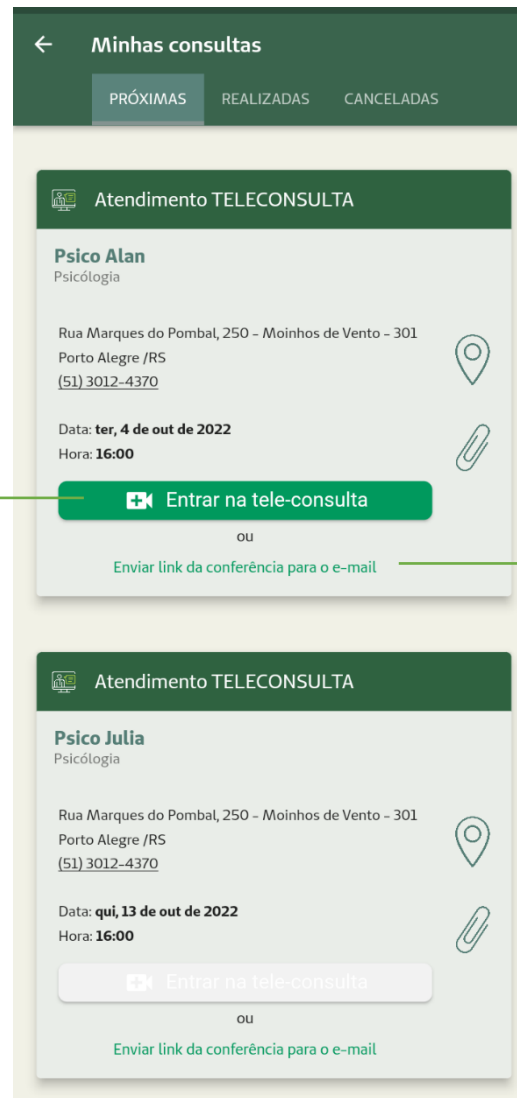 Minhas consultas
PRÓXIMAS REALIZADAS CANCELADAS
Atendimento TELECONSULTA
Psico Alan
Psicólogia
Rua Marques do Pombal, 250 - Moinhos de Vento - 301
Porto Alegre /RS
(51) 3012-4370
Data: ter, 4 de out de 2022
Hora: 16:00
Entrar na tele-consulta
ou
Enviar link da conferência para o e-mail
Atendimento TELECONSULTA
Psico Julia
Psicólogia
Rua Marques do Pombal, 250 - Moinhos de Vento - 301
Porto Alegre /RS
(51) 3012-4370
Data: qui, 13 de out de 2022
Hora: 16:00
Entrar na tele-consulta
ou
Enviar link da conferência para o e-mail